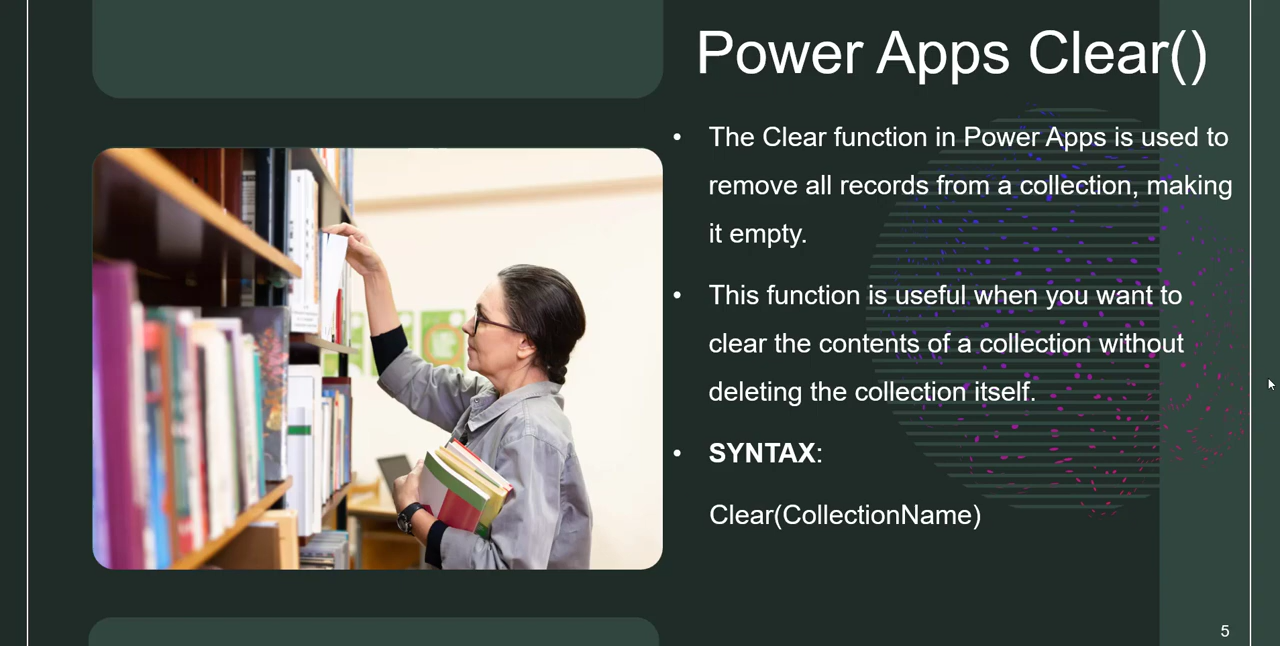 Power Apps Clear()
• The Clear function in Power Apps is used to
remove all records from a collection, making
it empty.
• This function is useful when you want to
clear the contents of a collection without
deleting the collection itself.
• SYNTAX:
Clear(CollectionName)
5